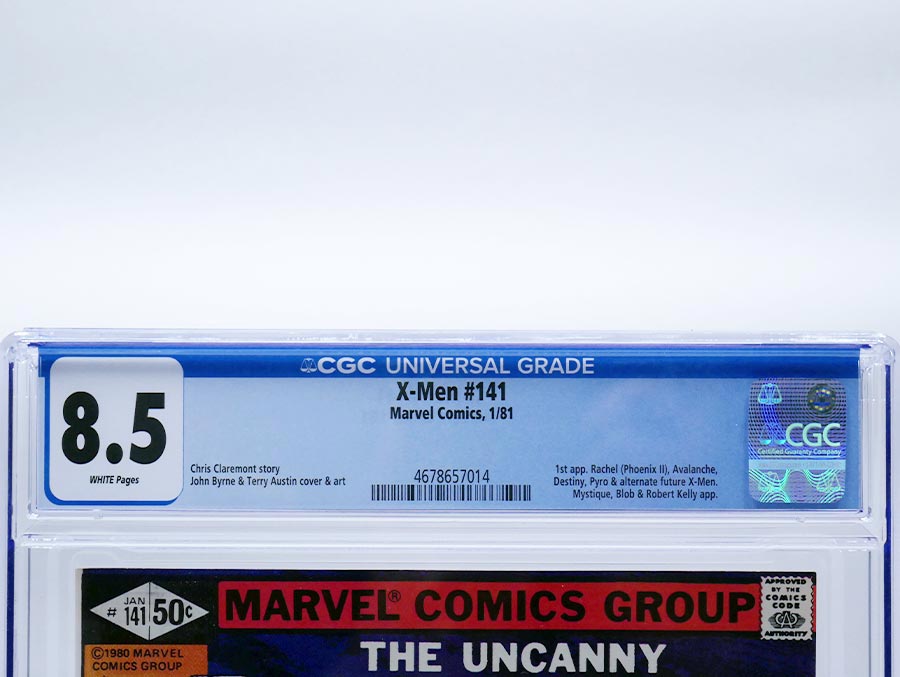 CGC UNIVERSAL GRADE
X-Men #141
Marvel Comics, 1/81
8.5
WHITE Pages
Chris Claremont story
John Byrne & Terry Austin cover & art
4678657014
1st app. Rachel (Phoenix II), Avalanche,
Destiny, Pyro & alternate future X-Men.
Mystique, Blob & Robert Kelly app.
CGC
Certified Guaranty Company
# JAN 141 50¢
MARVEL® COMICS GROUP
APPROVED
BY THE
COMICS
CODE
AUTHORITY
©1980 MARVEL
COMICS GROUP
THE UNCANNY